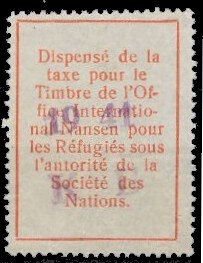 Dispensé de la
taxe pour le
Timbre de l'Of-
fice Internatio-
nal Nansen pour
les Réfugiés sous
l'autorité de la
Société des
Nations.